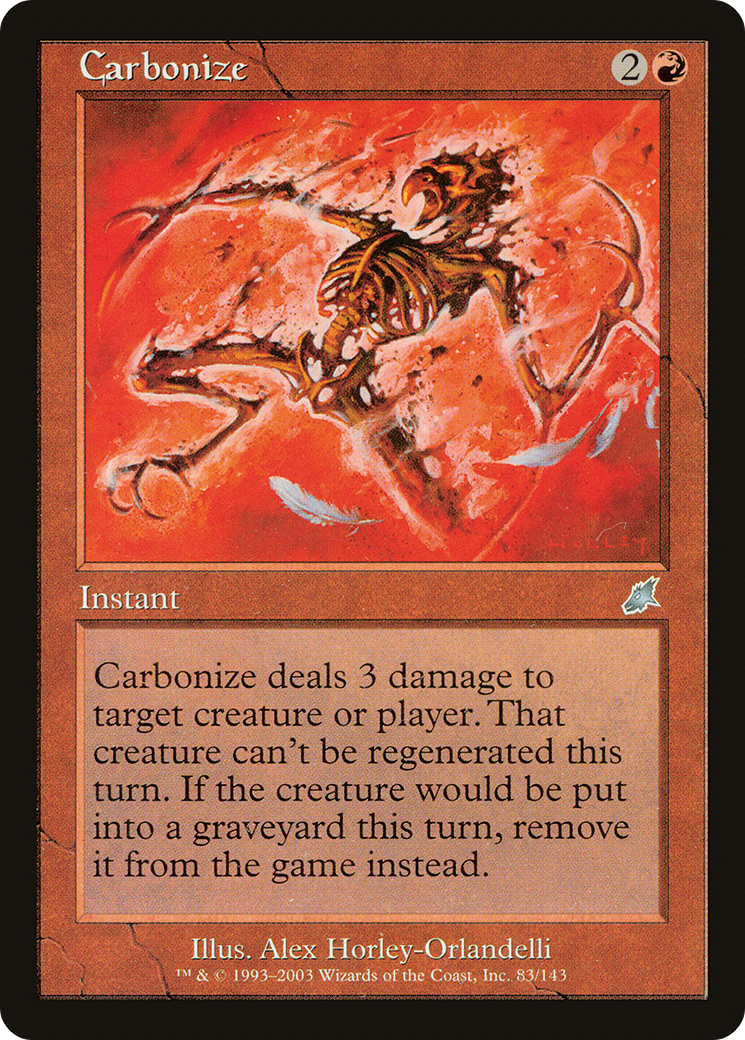 Carbonize 2
HORLEY
Instant
Carbonize deals 3 damage to
target creature or player. That
creature can't be regenerated this
turn. If the creature would be put
into a graveyard this turn, remove
it from the game instead.
Illus. Alex Horley-Orlandelli
™ & © 1993–2003 Wizards of the Coast, Inc. 83/143